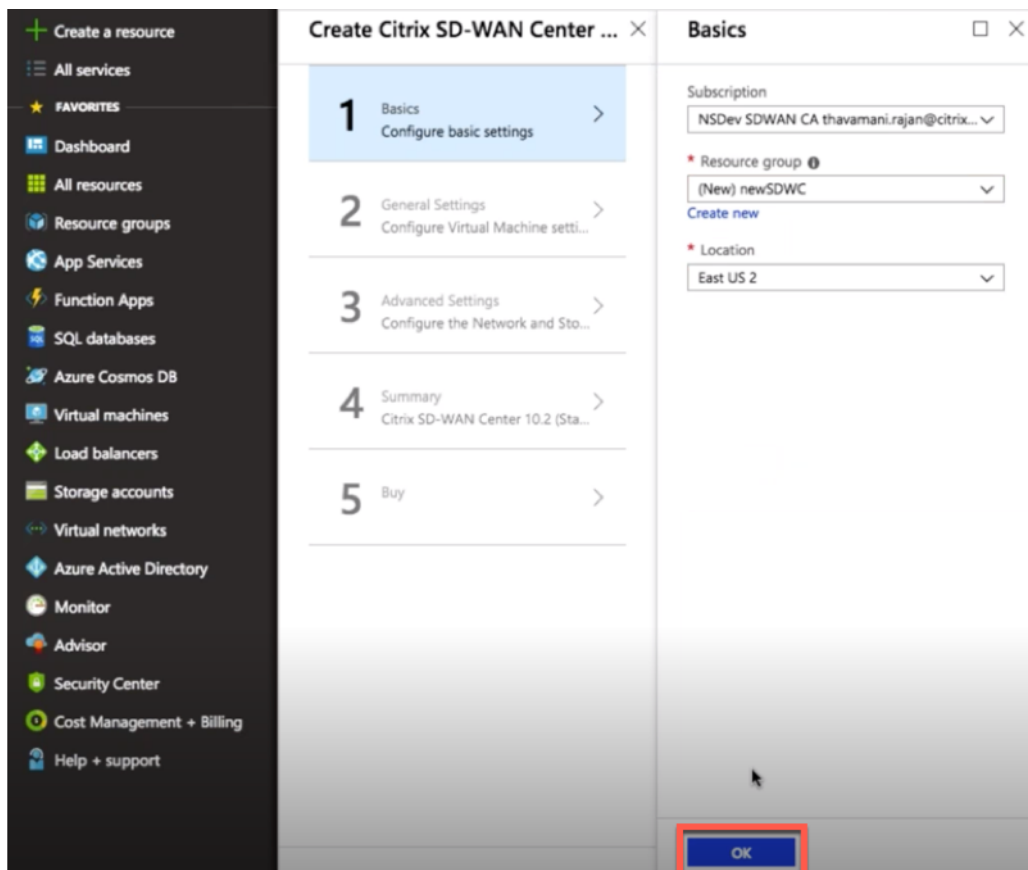 Create a resource
All services
FAVORITES
Dashboard
All resources
Resource groups
App Services
Function Apps
SQL databases
Azure Cosmos DB
Virtual machines
Load balancers
Storage accounts
Virtual networks
Azure Active Directory
Monitor
Advisor
Security Center
Cost Management + Billing
Help + support
Create Citrix SD-WAN Center ...
1
Basics
Configure basic settings
2
General Settings
Configure Virtual Machine setti...
3
Advanced Settings
Configure the Network and Sto...
4
Summary
Citrix SD-WAN Center 10.2 (Sta...
5
Buy
Basics
Subscription
NSDev SDWAN CA thavamani.rajan@citrix...
* Resource group
(New) newSDWC
Create new
* Location
East US 2
OK